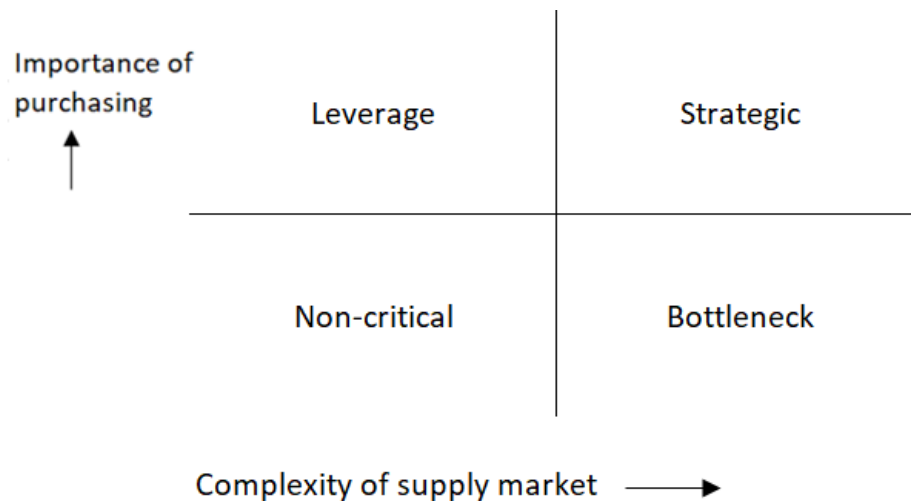 Importance of
purchasing
Leverage
Strategic
Non-critical
Bottleneck
Complexity of supply market